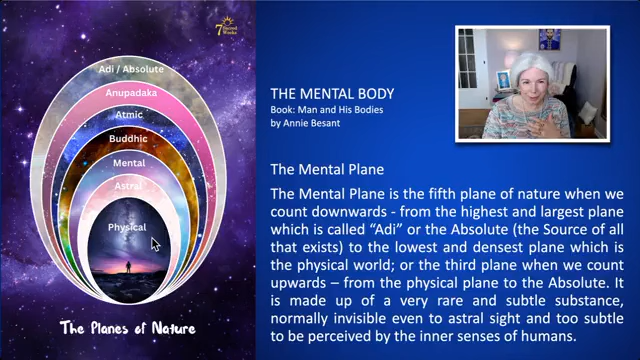 7 Sacred
Weeks
Adi / Absolute
Anupadaka
Atmic
Buddhic
Mental
Astral
Physical
The Planes of Nature
THE MENTAL BODY
Book: Man and His Bodies
by Annie Besant
The Mental Plane
The Mental Plane is the fifth plane of nature when we
count downwards - from the highest and largest plane
which is called “Adi” or the Absolute (the Source of all
that exists) to the lowest and densest plane which is
the physical world; or the third plane when we count
upwards – from the physical plane to the Absolute. It
is made up of a very rare and subtle substance,
normally invisible even to astral sight and too subtle
to be perceived by the inner senses of humans.